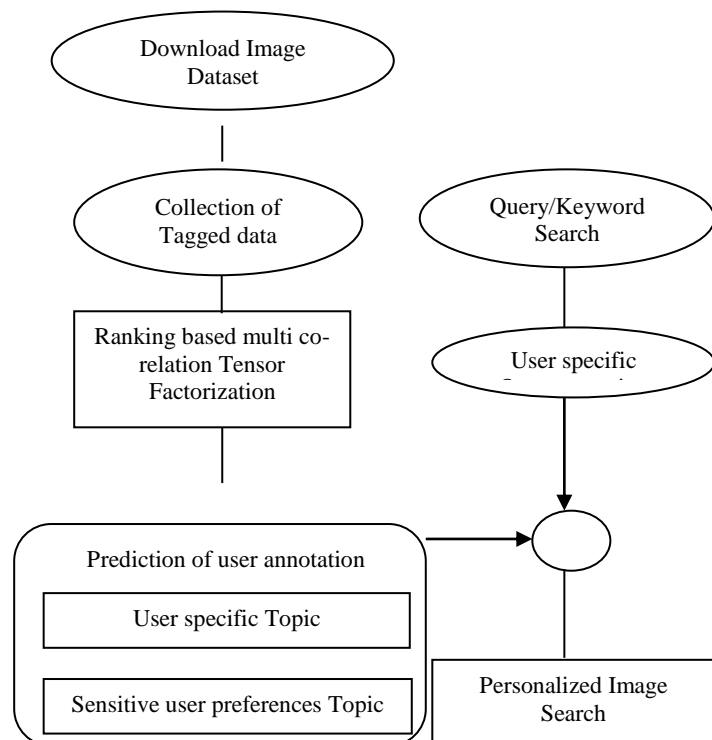 Download Image
Dataset
Collection of
Tagged data
Ranking based multi co-
relation Tensor
Factorization
Prediction of user annotation
User specific Topic
Sensitive user preferences Topic
Query/Keyword
Search
User specific
Personalized Image
Search